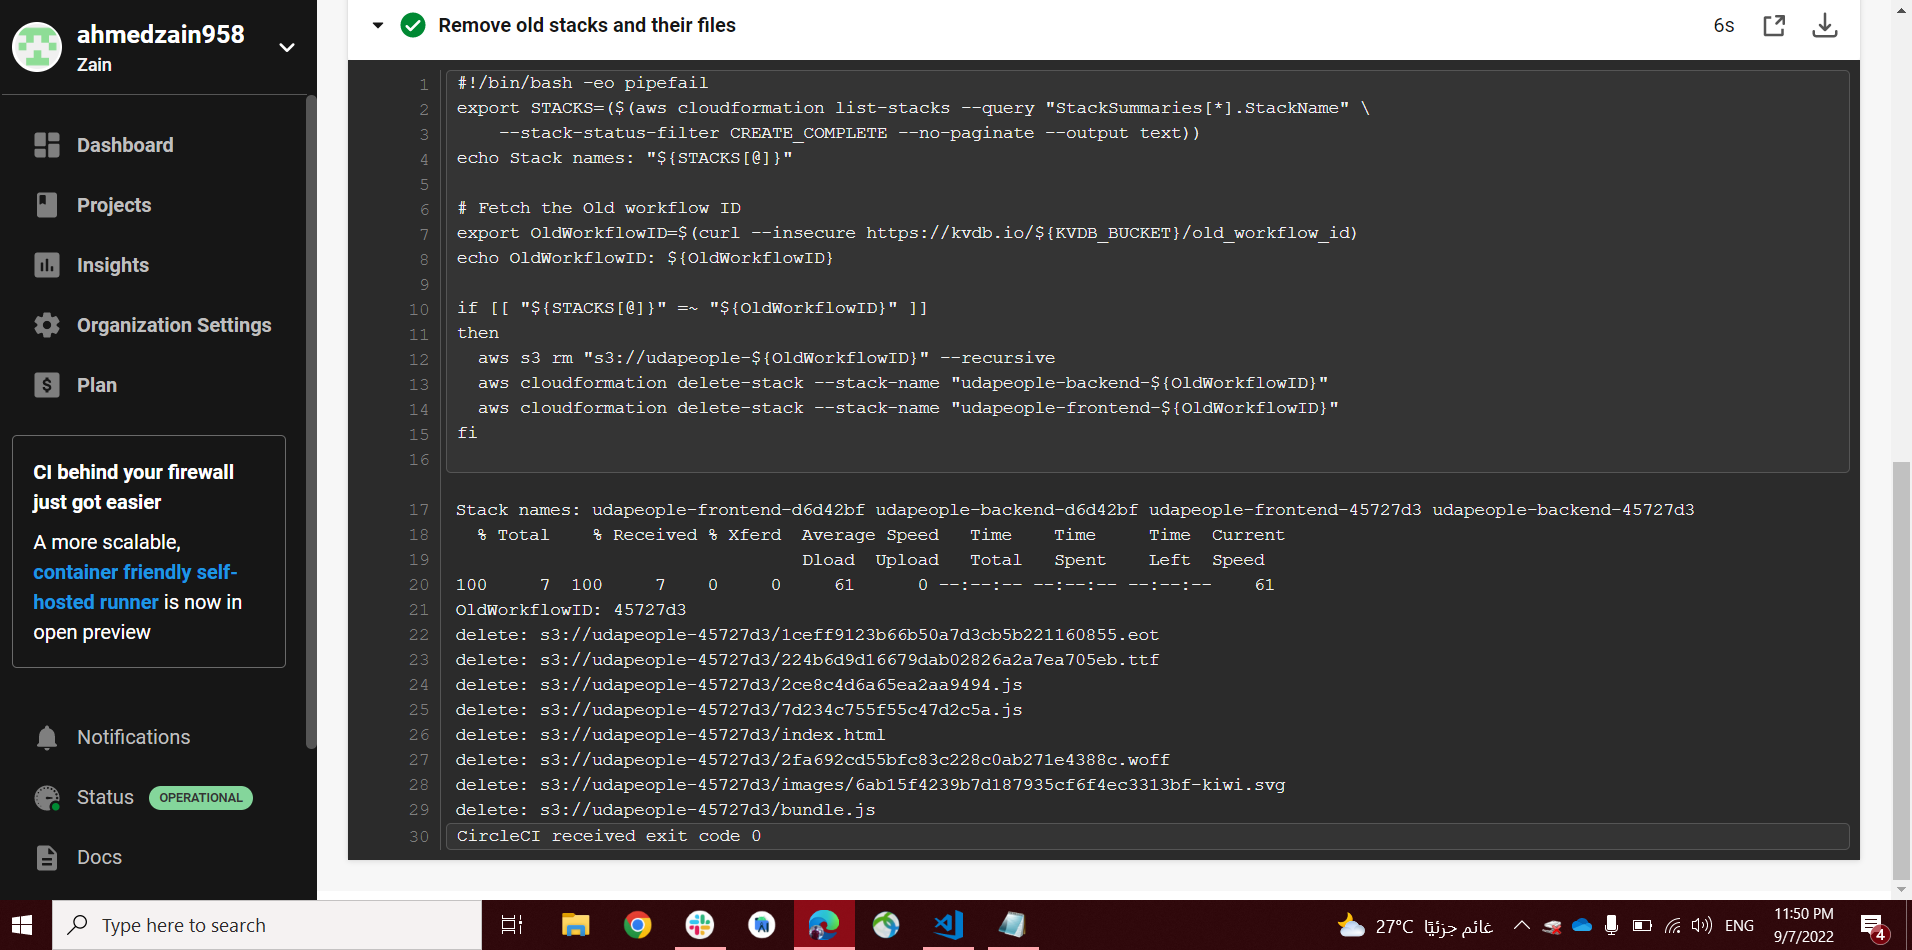 ahmedzain958
Zain
Dashboard
Projects
Insights
Organization Settings
Plan
CI behind your firewall
just got easier
A more scalable,
container friendly self-
hosted runner is now in
open preview
Notifications
Status OPERATIONAL
Docs
Remove old stacks and their files
6s
1 #!/bin/bash -eo pipefail
2 export STACKS=($(aws cloudformation list-stacks --query "StackSummaries[*].StackName" \
3     --stack-status-filter CREATE_COMPLETE --no-paginate --output text))
4 echo Stack names: "${STACKS[@]}"
5
6 # Fetch the Old workflow ID
7 export OldWorkflowID=$(curl --insecure https://kvdb.io/${KVDB_BUCKET}/old_workflow_id)
8 echo OldWorkflowID: ${OldWorkflowID}
9
10 if [[ "${STACKS[@]}" =~ "${OldWorkflowID}" ]]
11 then
12   aws s3 rm "s3://udapeople-${OldWorkflowID}" --recursive
13   aws cloudformation delete-stack --stack-name "udapeople-backend-${OldWorkflowID}"
14   aws cloudformation delete-stack --stack-name "udapeople-frontend-${OldWorkflowID}"
15 fi
16
17 Stack names: udapeople-frontend-d6d42bf udapeople-backend-d6d42bf udapeople-frontend-45727d3 udapeople-backend-45727d3
18   % Total    % Received % Xferd  Average Speed   Time    Time     Time  Current
19                                  Dload  Upload   Total   Spent    Left  Speed
20 100     7  100     7    0     0     61      0 --:--:-- --:--:-- --:--:--    61
21 OldWorkflowID: 45727d3
22 delete: s3://udapeople-45727d3/1ceff9123b66b50a7d3cb5b221160855.eot
23 delete: s3://udapeople-45727d3/224b6d9d16679dab02826a2a7ea705eb.ttf
24 delete: s3://udapeople-45727d3/2ce8c4d6a65ea2aa9494.js
25 delete: s3://udapeople-45727d3/7d234c755f55c47d2c5a.js
26 delete: s3://udapeople-45727d3/index.html
27 delete: s3://udapeople-45727d3/2fa692cd55bfc83c228c0ab271e4388c.woff
28 delete: s3://udapeople-45727d3/images/6ab15f4239b7d187935cf6f4ec3313bf-kiwi.svg
29 delete: s3://udapeople-45727d3/bundle.js
30 CircleCI received exit code 0
Type here to search
27°C غائم جزئيًا
ENG
11:50 PM
9/7/2022
4